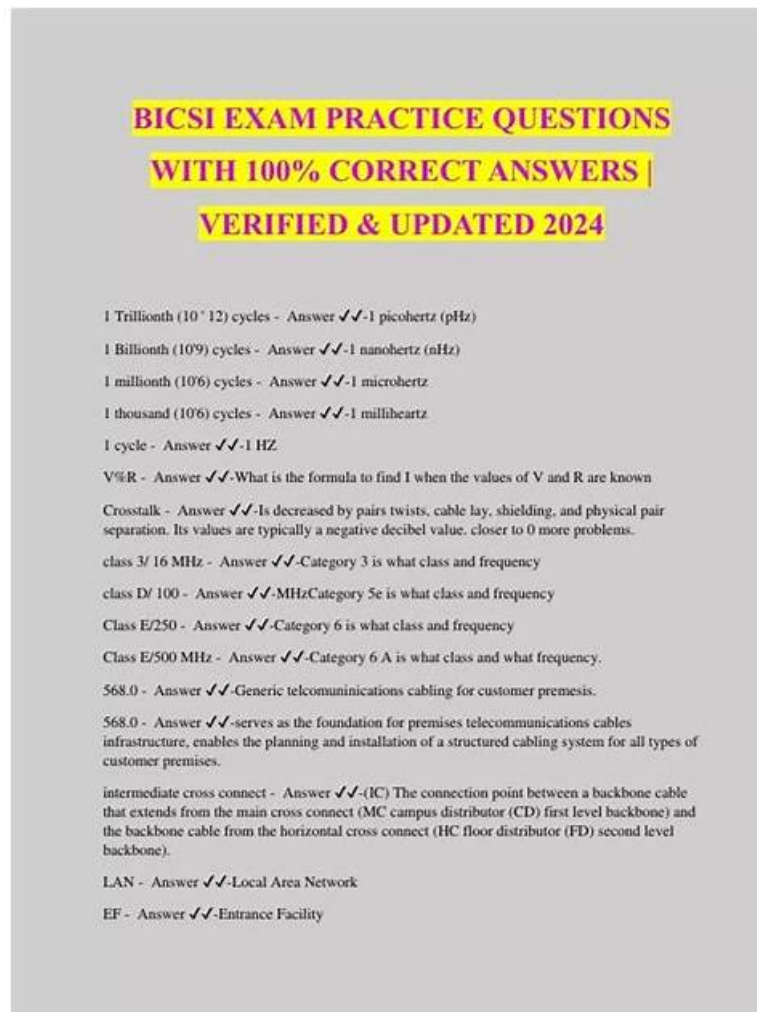 BICSI EXAM PRACTICE QUESTIONS
WITH 100% CORRECT ANSWERS |
VERIFIED & UPDATED 2024
1 Trillionth (10 ^ 12) cycles - Answer ✔✔-1 picohertz (pHz)
1 Billionth (10'9) cycles - Answer ✔✔-1 nanohertz (nHz)
1 millionth (10'6) cycles - Answer ✔✔-1 microhertz
1 thousand (10'6) cycles - Answer ✔✔-1 milliheartz
1 cycle - Answer ✔✔-1 HZ
V%R - Answer ✔✔-What is the formula to find I when the values of V and R are known
Crosstalk - Answer ✔✔-Is decreased by pairs twists, cable lay, shielding, and physical pair
separation. Its values are typically a negative decibel value. closer to 0 more problems.
class 3/ 16 MHz - Answer ✔✔-Category 3 is what class and frequency
class D/ 100 - Answer ✔✔-MHzCategory 5e is what class and frequency
Class E/250 - Answer ✔✔-Category 6 is what class and frequency
Class E/500 MHz - Answer ✔✔-Category 6 A is what class and what frequency.
568.0 - Answer ✔✔-Generic telcomuninications cabling for customer premesis.
568.0 - Answer ✔✔-serves as the foundation for premises telecommunications cables
infrastructure, enables the planning and installation of a structured cabling system for all types of
customer premises.
intermediate cross connect - Answer ✔✔-(IC) The connection point between a backbone cable
that extends from the main cross connect (MC campus distributor (CD) first level backbone) and
the backbone cable from the horizontal cross connect (HC floor distributor (FD) second level
backbone).
LAN - Answer ✔✔-Local Area Network
EF - Answer ✔✔-Entrance Facility